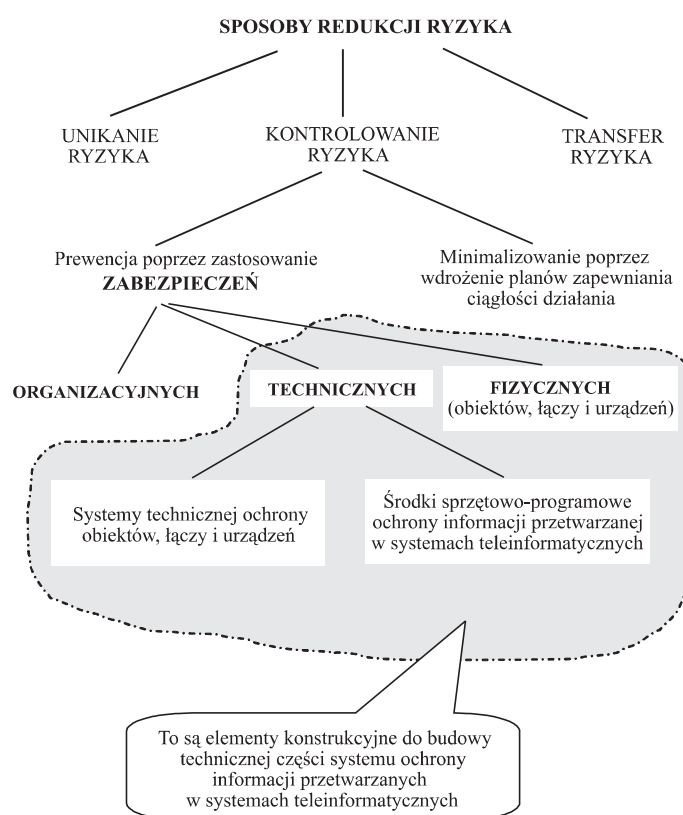 SPOSOBY REDUKCJI RYZYKA
UNIKANIE
RYZYKA
KONTROLOWANIE
RYZYKA
TRANSFER
RYZYKA
Prewencja poprzez zastosowanie
ZABEZPIECZEŃ
Minimalizowanie poprzez
wdrożenie planów zapewniania
ciągłości działania
ORGANIZACYJNYCH
TECHNICZNYCH
FIZYCZNYCH
(obiektów, łączy i urządzeń)
Systemy technicznej ochrony
obiektów, łączy i urządzeń
Środki sprzętowo-programowe
ochrony informacji przetwarzanej
w systemach teleinformatycznych
To są elementy konstrukcyjne do budowy
technicznej części systemu ochrony
informacji przetwarzanych
w systemach teleinformatycznych